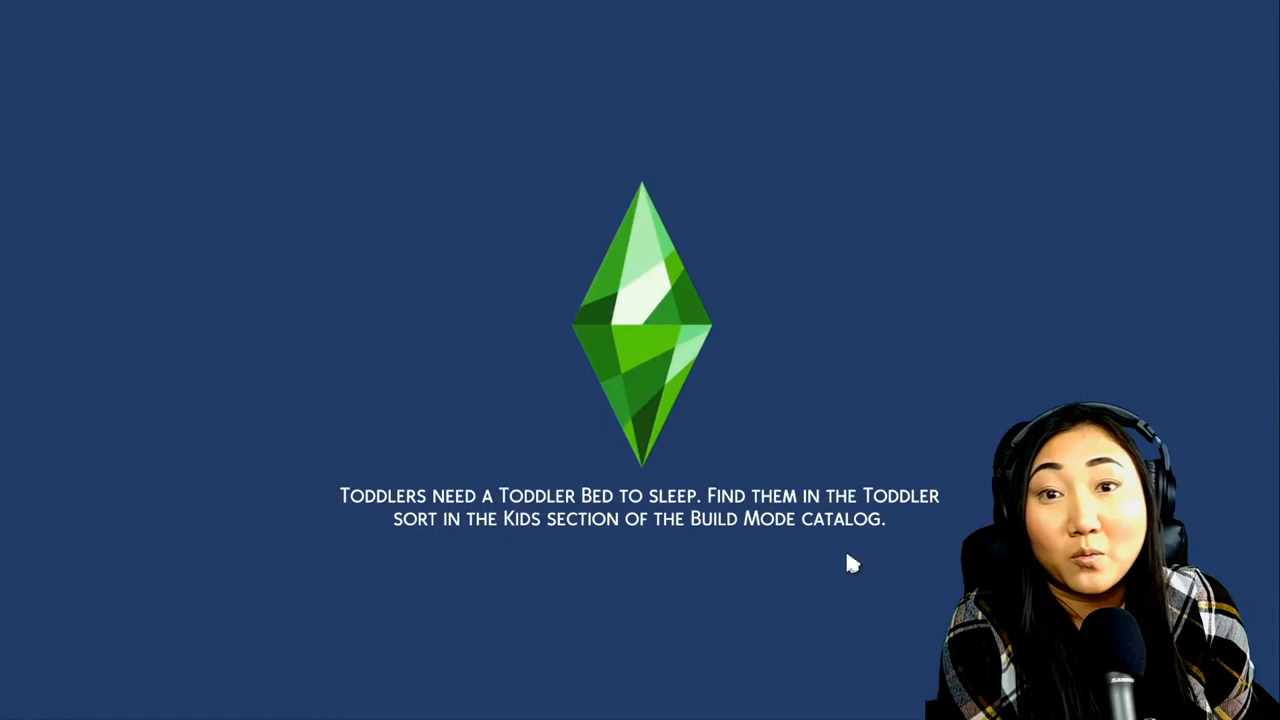 Toddlers need a Toddler Bed to sleep. Find them in the Toddler
sort in the Kids section of the Build Mode catalog.